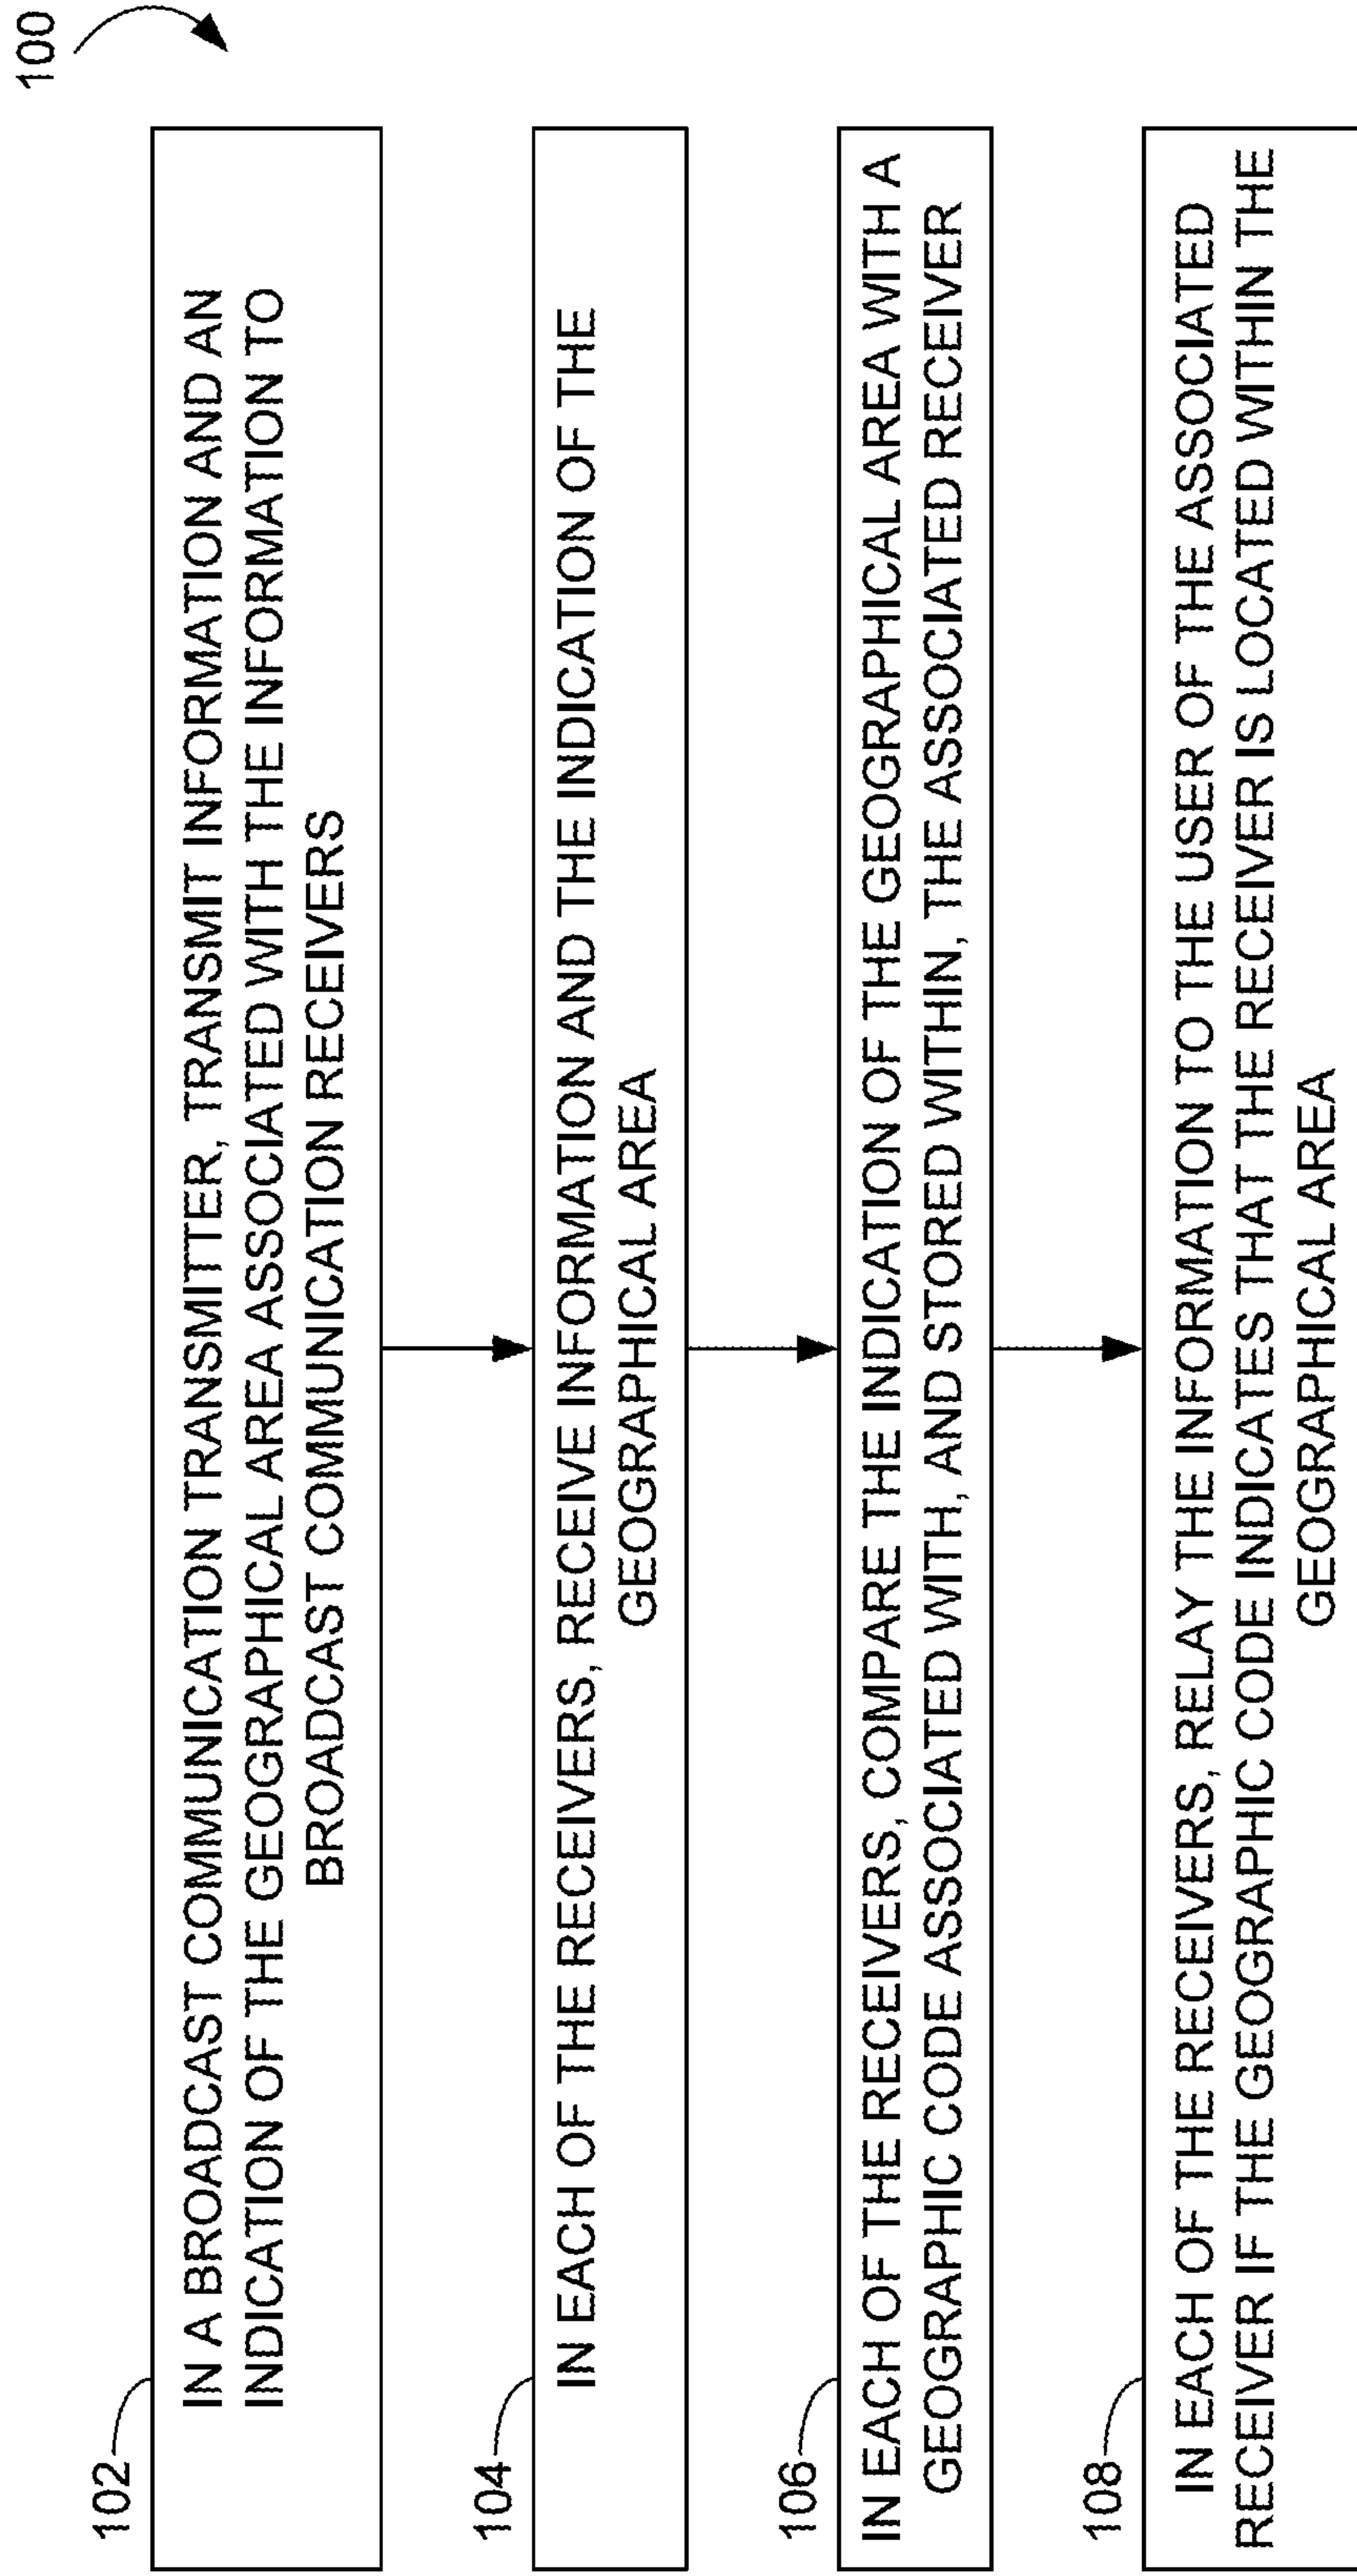 100
102
IN A BROADCAST COMMUNICATION TRANSMITTER, TRANSMIT INFORMATION AND AN
INDICATION OF THE GEOGRAPHICAL AREA ASSOCIATED WITH THE INFORMATION TO
BROADCAST COMMUNICATION RECEIVERS
104
IN EACH OF THE RECEIVERS, RECEIVE INFORMATION AND THE INDICATION OF THE
GEOGRAPHICAL AREA
106
IN EACH OF THE RECEIVERS, COMPARE THE INDICATION OF THE GEOGRAPHICAL AREA WITH A
GEOGRAPHIC CODE ASSOCIATED WITH, AND STORED WITHIN, THE ASSOCIATED RECEIVER
108
IN EACH OF THE RECEIVERS, RELAY THE INFORMATION TO THE USER OF THE ASSOCIATED
RECEIVER IF THE GEOGRAPHIC CODE INDICATES THAT THE RECEIVER IS LOCATED WITHIN THE
GEOGRAPHICAL AREA